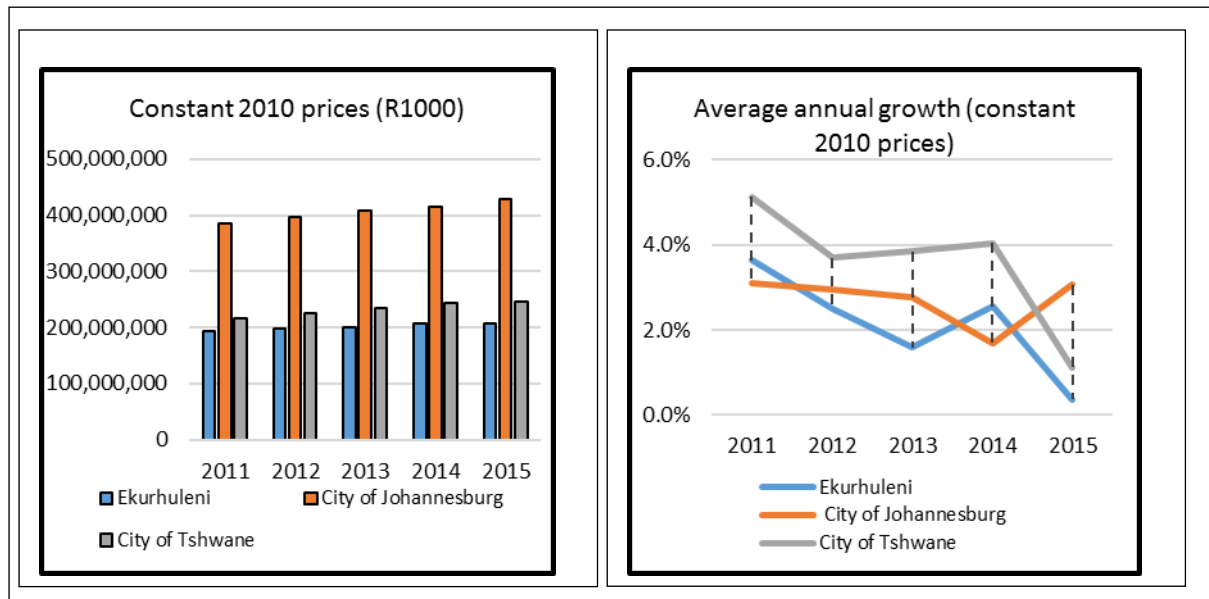 Constant 2010 prices (R1000)
500,000,000
400,000,000
300,000,000
200,000,000
100,000,000
0
2011 2012 2013 2014 2015
Ekurhuleni City of Johannesburg
City of Tshwane
Average annual growth (constant
2010 prices)
6.0%
4.0%
2.0%
0.0%
2011 2012 2013 2014 2015
Ekurhuleni
City of Johannesburg
City of Tshwane